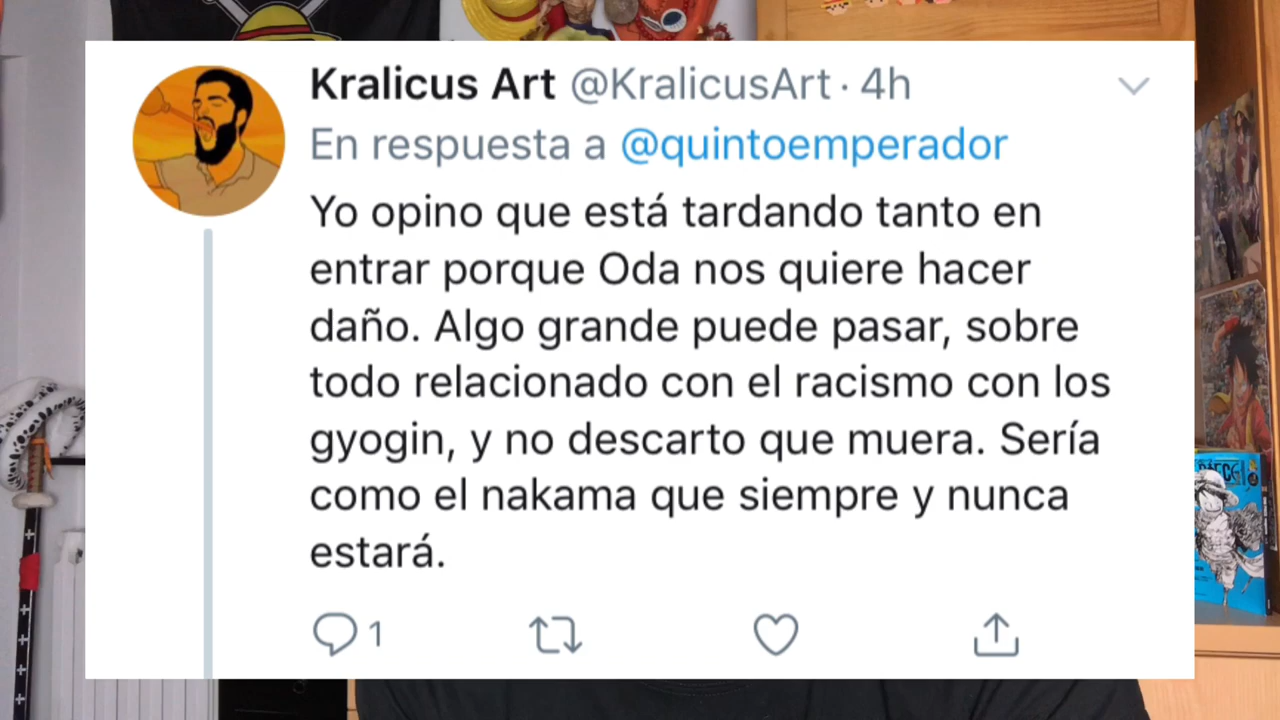 Kralicus Art @KralicusArt · 4h
En respuesta a @quintoemperador
Yo opino que está tardando tanto en
entrar porque Oda nos quiere hacer
daño. Algo grande puede pasar, sobre
todo relacionado con el racismo con los
gyogin, y no descarto que muera. Sería
como el nakama que siempre y nunca
estará.
1